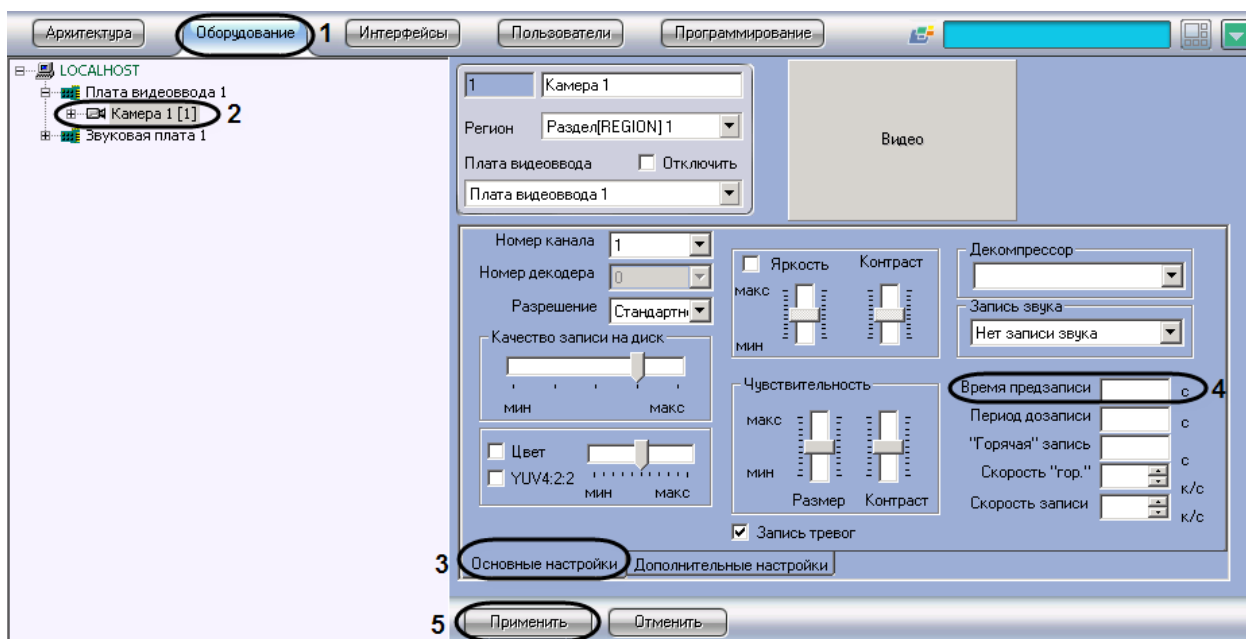 Архитектура
Оборудование
1
Интерфейсы
Пользователи
Программирование
LOCALHOST
Плата видеоввода 1
Камера 1 [1]
2
Звуковая плата 1
1
Камера 1
Регион
Раздел[REGION] 1
Плата видеоввода
Отключить
Плата видеоввода 1
Видео
Номер канала
1
Номер декодера
0
Разрешение
Стандартн
Качество записи на диск
мин
макс
Цвет
YUV4:2:2
мин
макс
Яркость
Контраст
макс
мин
Чувствительность
макс
мин
Размер
Контраст
Запись тревог
Декомпрессор
Запись звука
Нет записи звука
Время предзаписи
с
4
Период дозаписи
с
"Горячая" запись
с
Скорость "гор."
к/с
Скорость записи
к/с
3
Основные настройки
Дополнительные настройки
5
Применить
Отменить